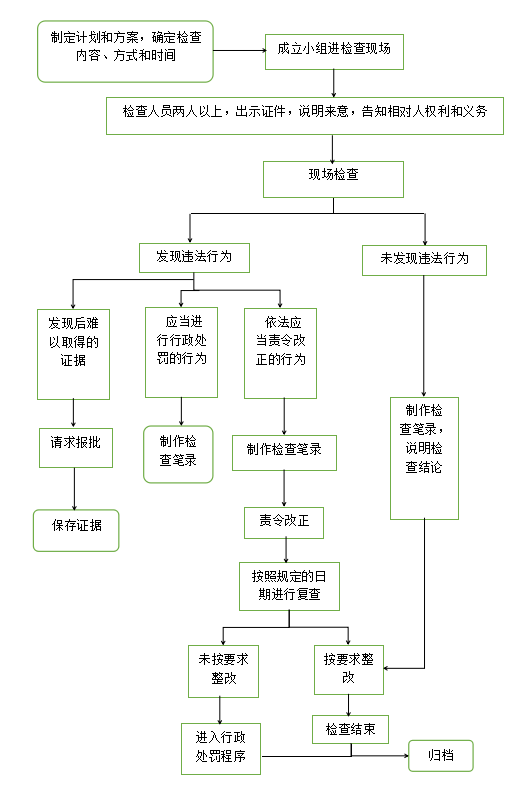 制定计划和方案，确定检查
内容、方式和时间
成立小组进检查现场
检查人员两人以上，出示证件，说明来意，告知相对人权利和义务
现场检查
发现违法行为
未发现违法行为
发现后难
以取得的
证据
应当进
行行政处
罚的行为
依法应
当责令改
正的行为
请求报批
制作检
查笔录
制作检查笔录
制作检
查笔录，
说明检
查结论
保存证据
责令改正
按照规定的日
期进行复查
未按要求
整改
按要求整
改
进入行政
处罚程序
检查结束
归档